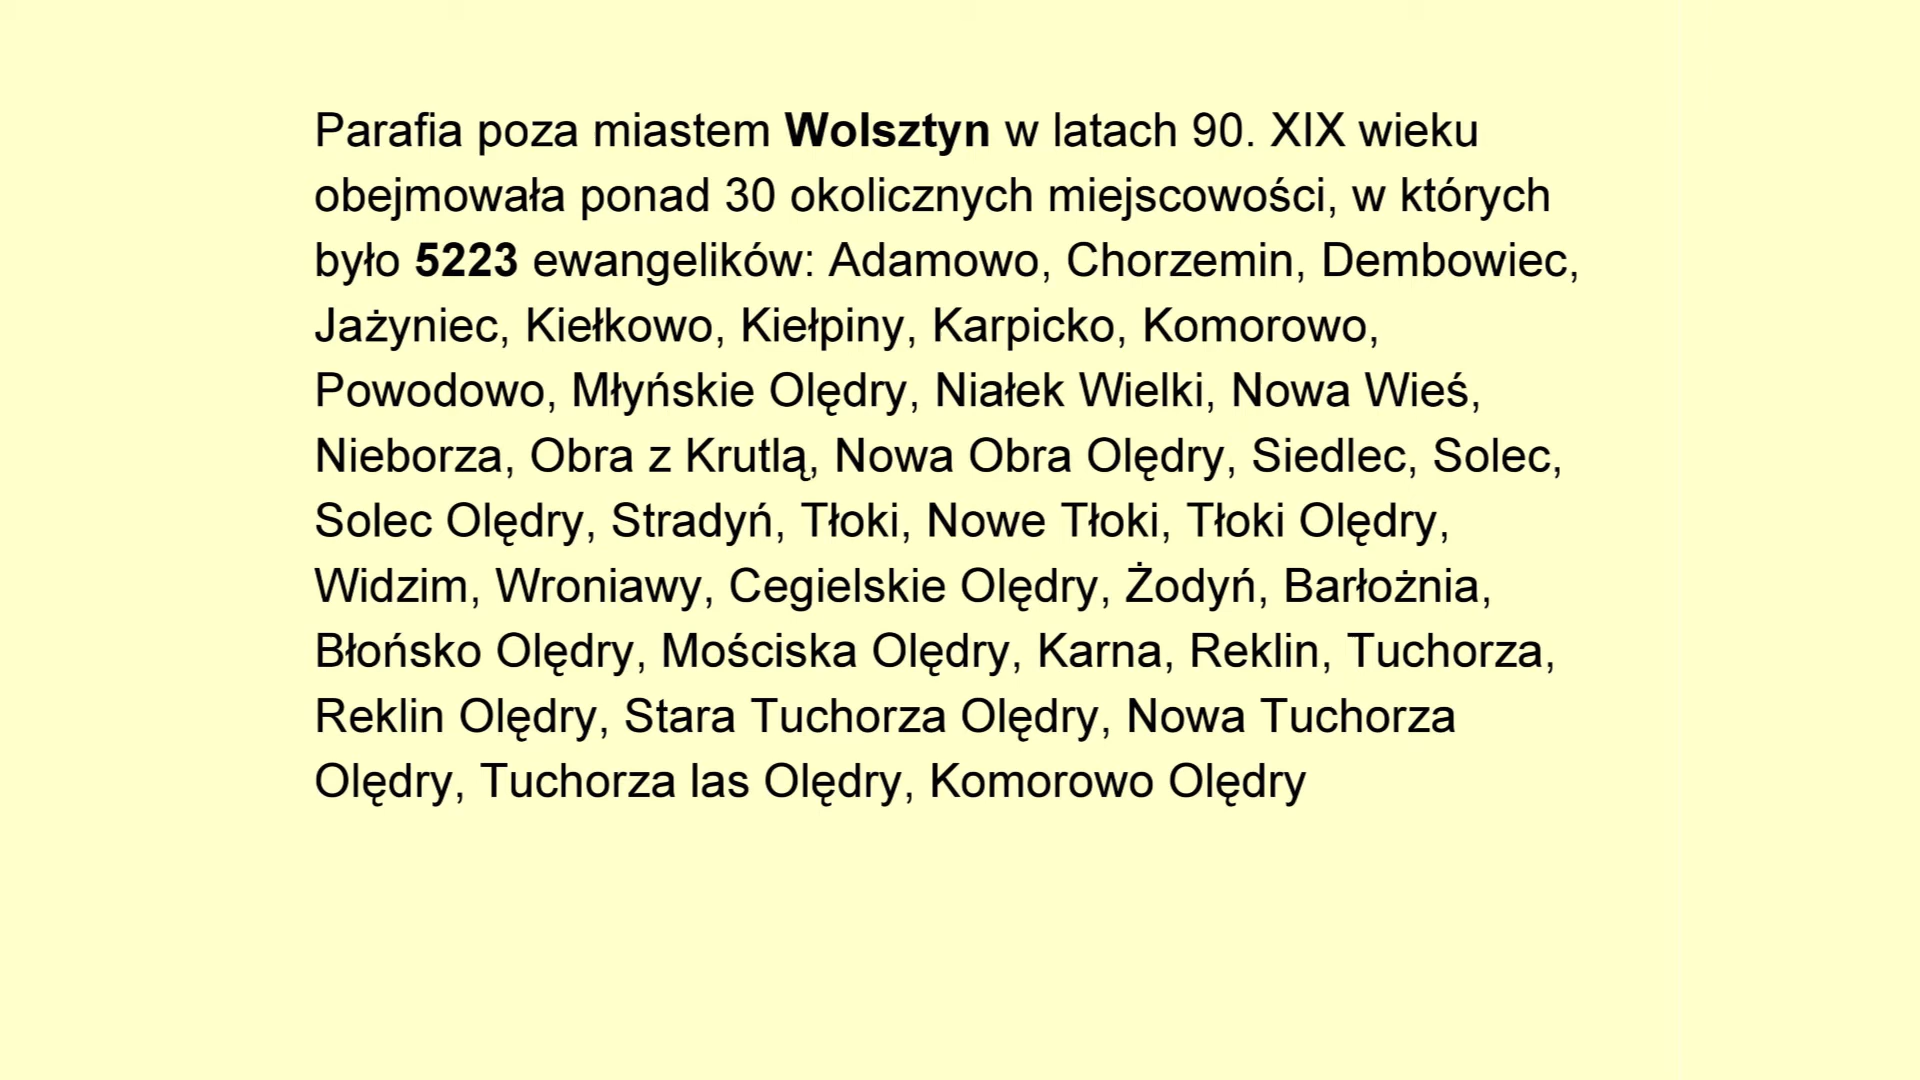 Parafia poza miastem Wolsztyn w latach 90. XIX wieku
obejmowała ponad 30 okolicznych miejscowości, w których
było 5223 ewangelików: Adamowo, Chorzemin, Dembowiec,
Jażyniec, Kiełkowo, Kiełpiny, Karpicko, Komorowo,
Powodowo, Młyńskie Olędry, Niałek Wielki, Nowa Wieś,
Nieborza, Obra z Krutlą, Nowa Obra Olędry, Siedlec, Solec,
Solec Olędry, Stradyń, Tłoki, Nowe Tłoki, Tłoki Olędry,
Widzim, Wroniawy, Cegielskie Olędry, Żodyń, Barłożnia,
Błońsko Olędry, Mościska Olędry, Karna, Reklin, Tuchorza,
Reklin Olędry, Stara Tuchorza Olędry, Nowa Tuchorza
Olędry, Tuchorza las Olędry, Komorowo Olędry